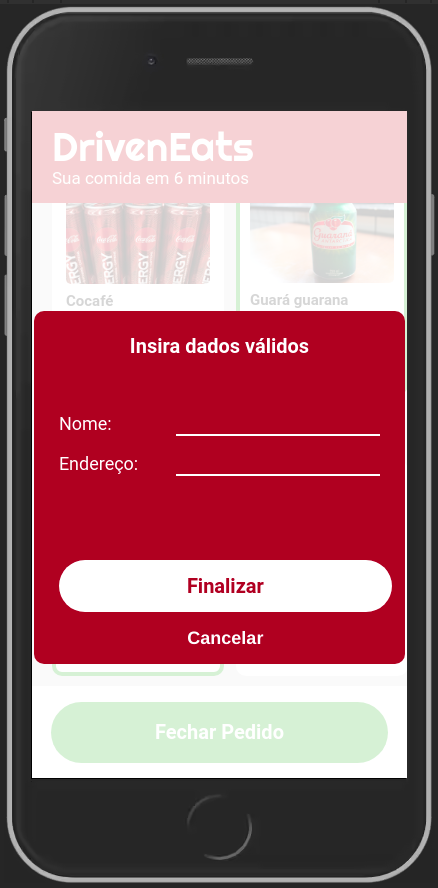 DrivenEats
Sua comida em 6 minutos
Cocafé
Guará guarana
Insira dados válidos
Nome:
Endereço:
Finalizar
Cancelar
Fechar Pedido